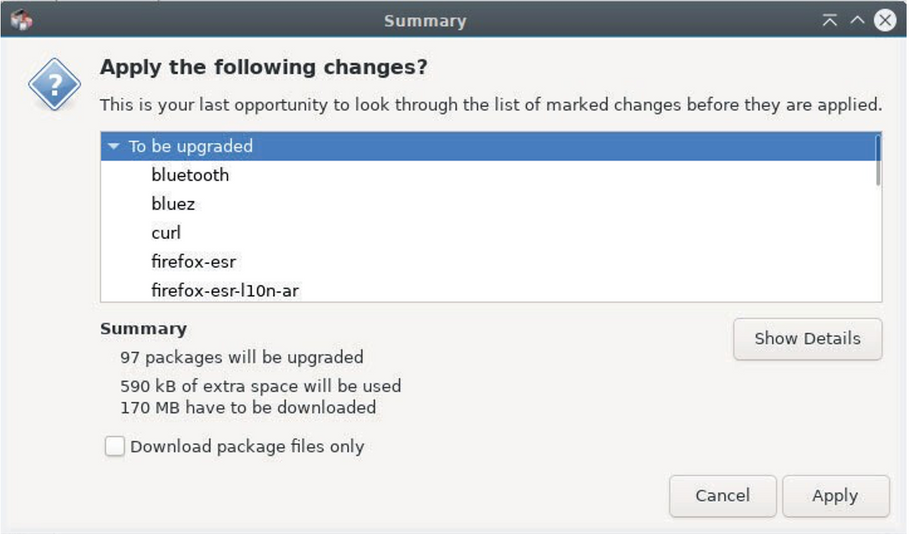 Summary
Apply the following changes?
This is your last opportunity to look through the list of marked changes before they are applied.
To be upgraded
bluetooth
bluez
curl
firefox-esr
firefox-esr-l10n-ar
Summary
Show Details
97 packages will be upgraded
590 kB of extra space will be used
170 MB have to be downloaded
Download package files only
Cancel
Apply